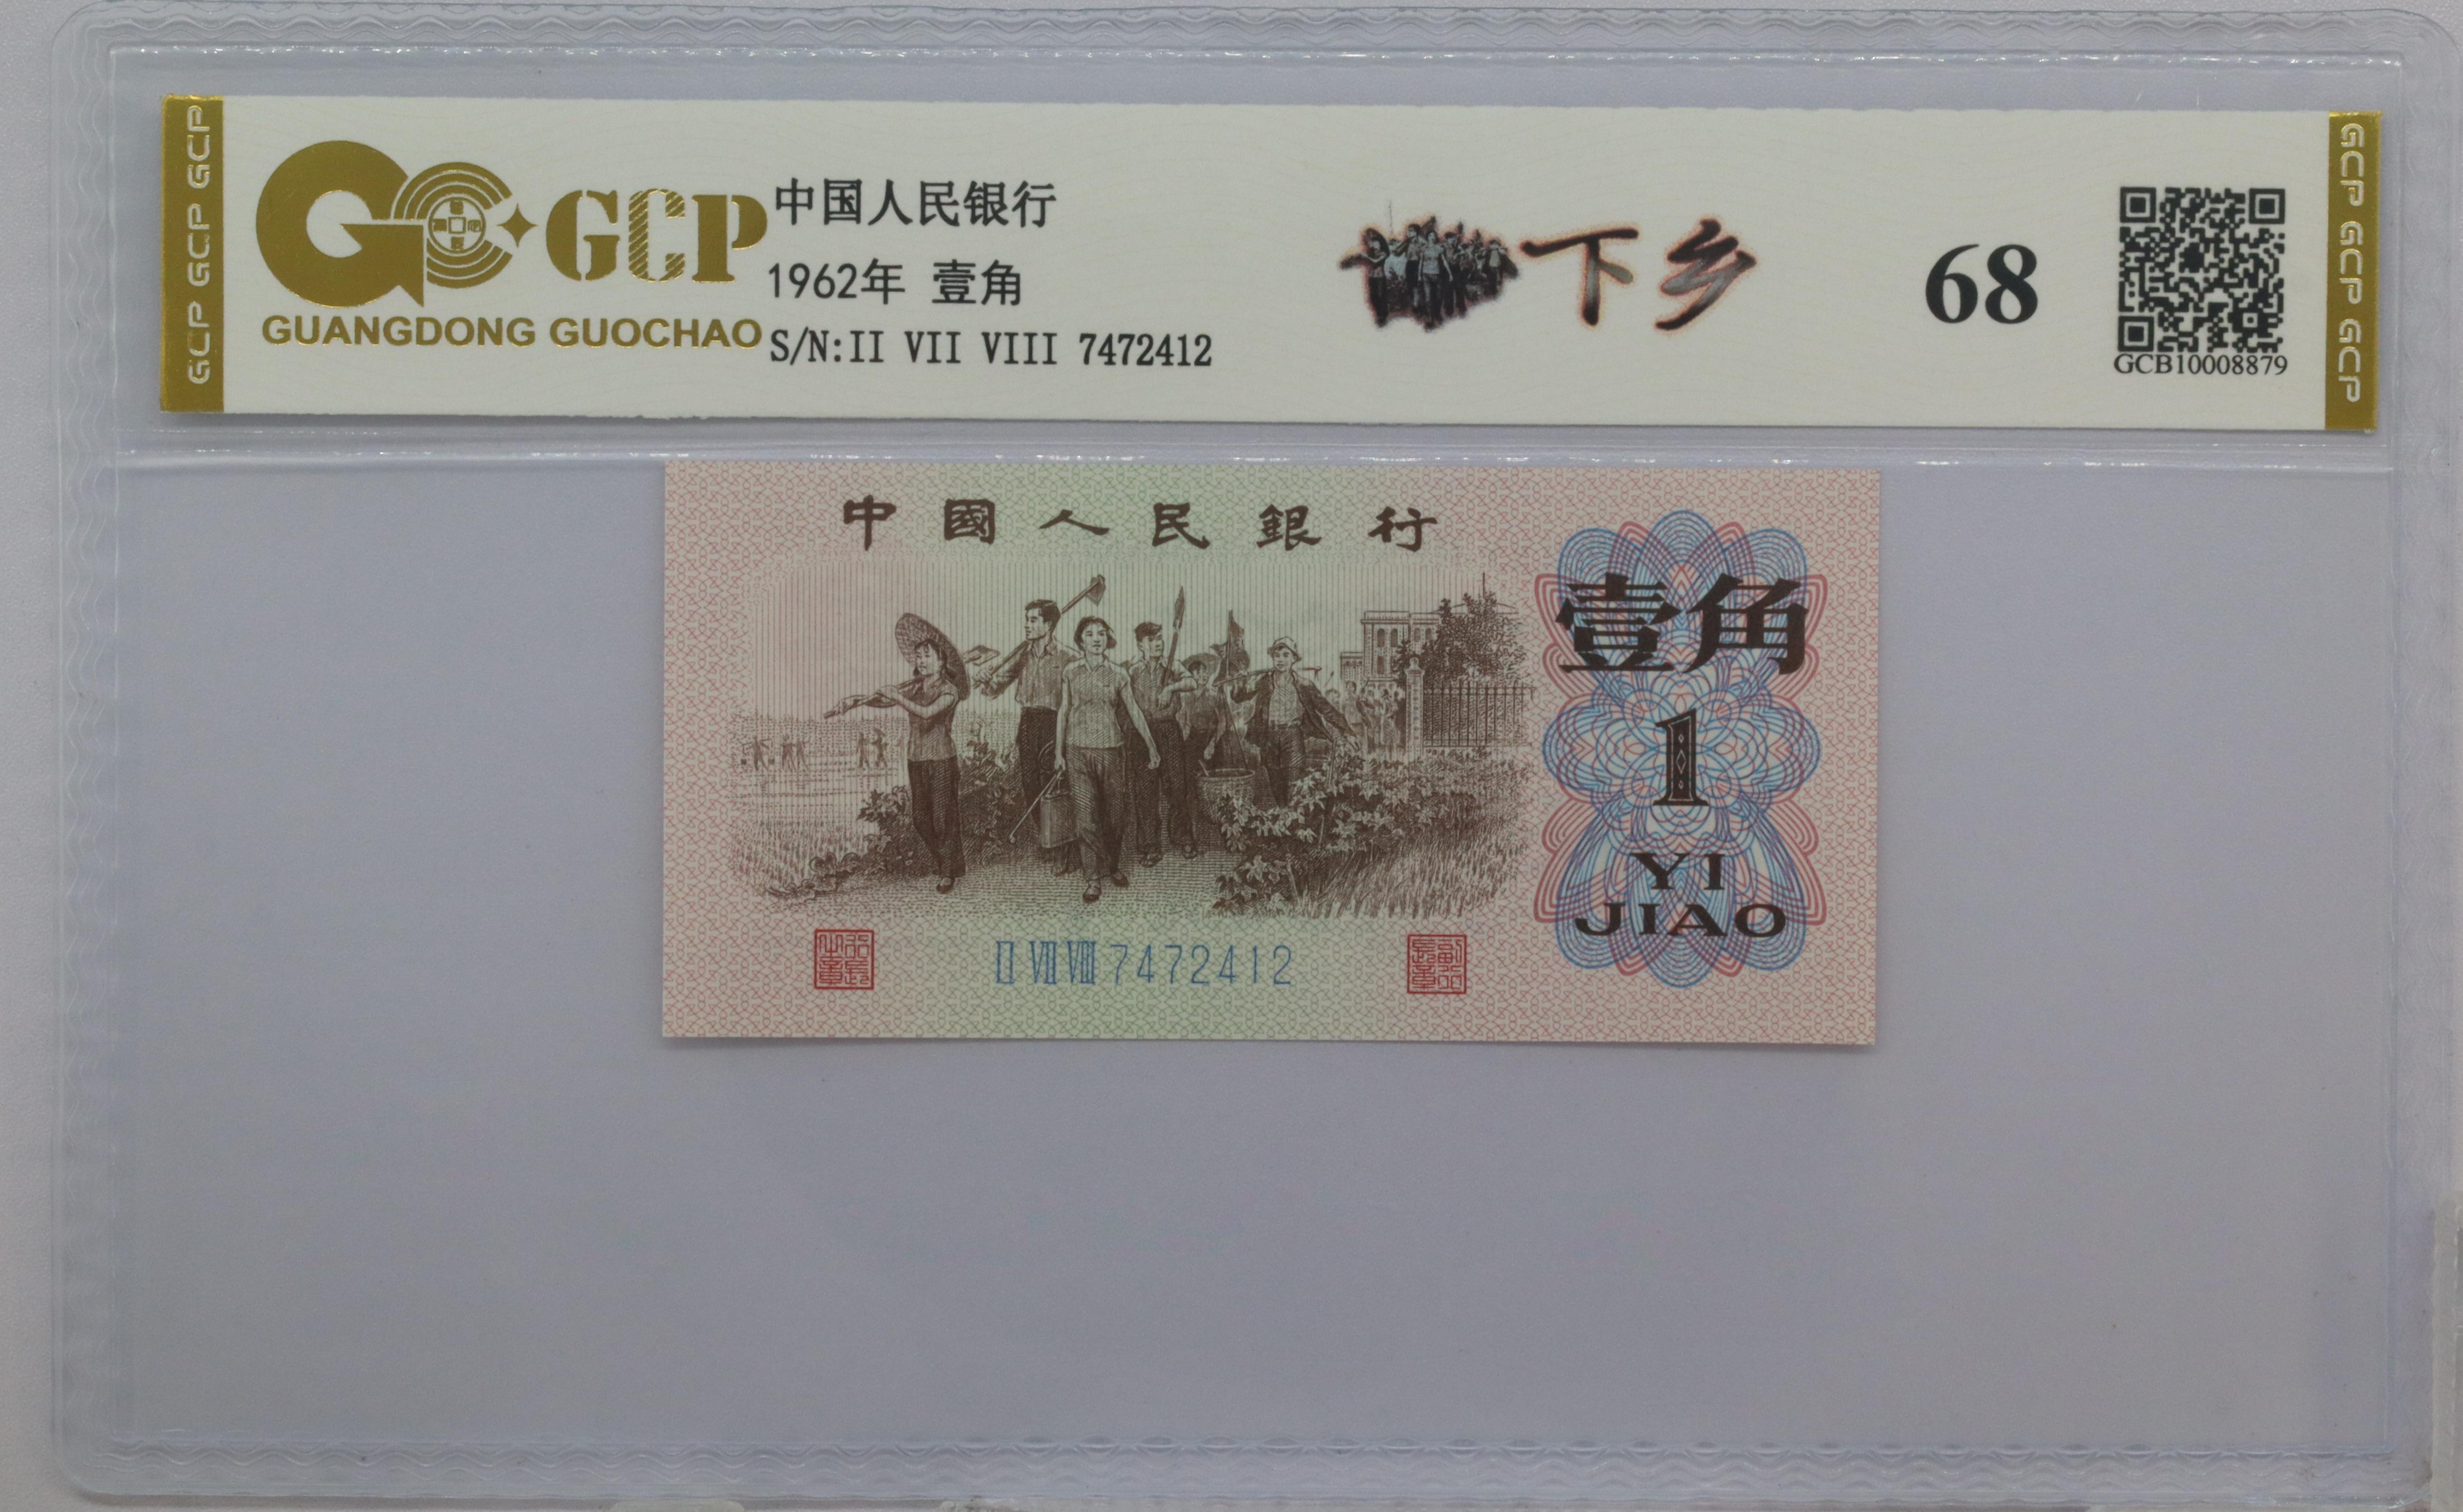 GCP GCP GCP
GCP
GUANGDONG GUOCHAO
中国人民银行
1962年 壹角
S/N:II VII VIII 7472412
下乡
68
GCB10008879
GCP GCP GCP
中國人民銀行
壹角
1
YI
JIAO
II VII VIII 7472412